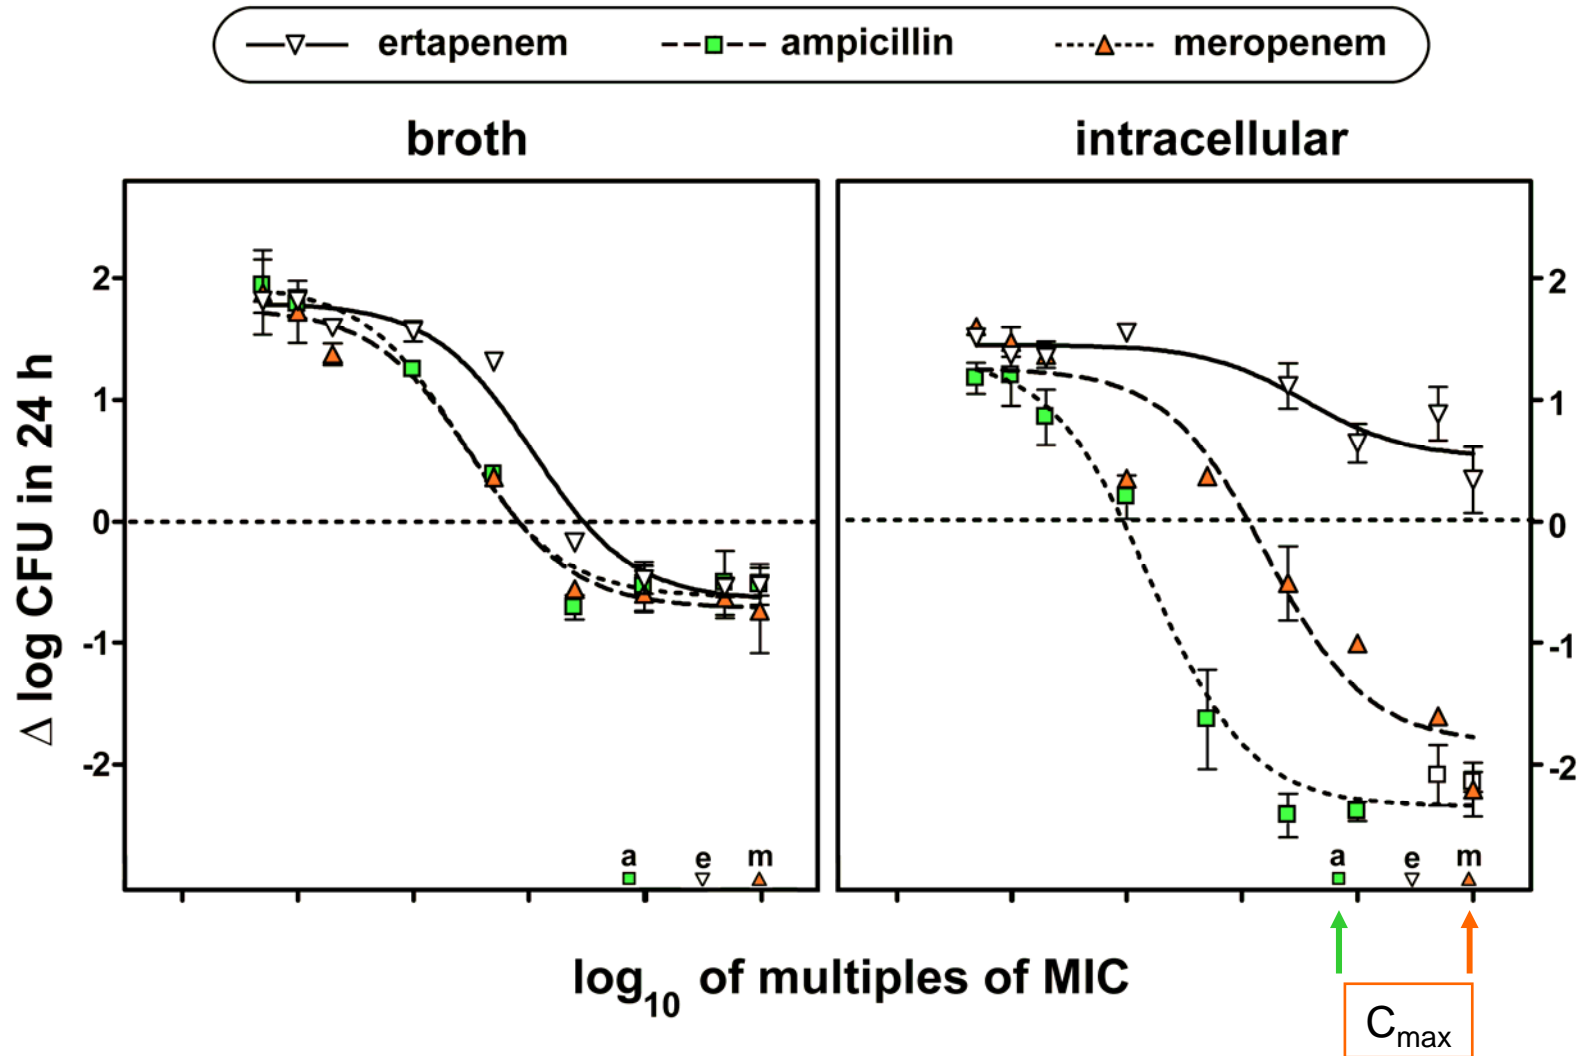 ertapenem ampicillin meropenem
broth intracellular
Δ log CFU in 24 h
2
1
0
-1
-2
2
1
0
-1
-2
a e m
a e m
log10 of multiples of MIC
Cmax